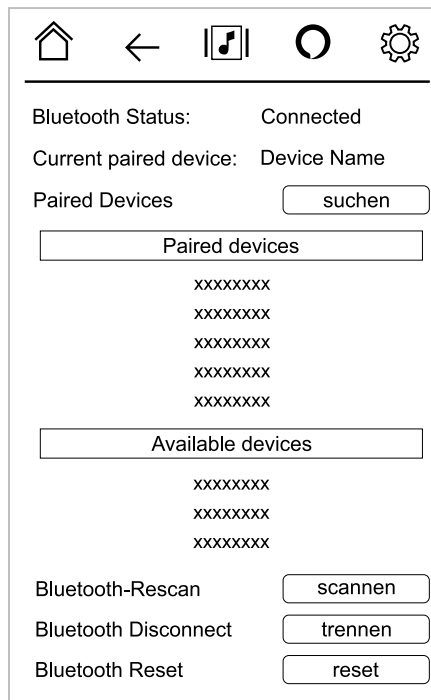 Bluetooth Status: Connected
Current paired device: Device Name
Paired Devices suchen
Paired devices
xxxxxxxx
xxxxxxxx
xxxxxxxx
xxxxxxxx
xxxxxxxx
Available devices
xxxxxxxx
xxxxxxxx
xxxxxxxx
Bluetooth-Rescan scannen
Bluetooth Disconnect trennen
Bluetooth Reset reset